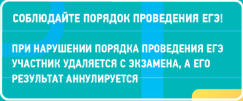 СОБЛЮДАЙТЕ ПОРЯДОК ПРОВЕДЕНИЯ ЕГЭ!
ПРИ НАРУШЕНИИ ПОРЯДКА ПРОВЕДЕНИЯ ЕГЭ
УЧАСТНИК УДАЛЯЕТСЯ С ЭКЗАМЕНА, А ЕГО
РЕЗУЛЬТАТ АННУЛИРУЕТСЯ